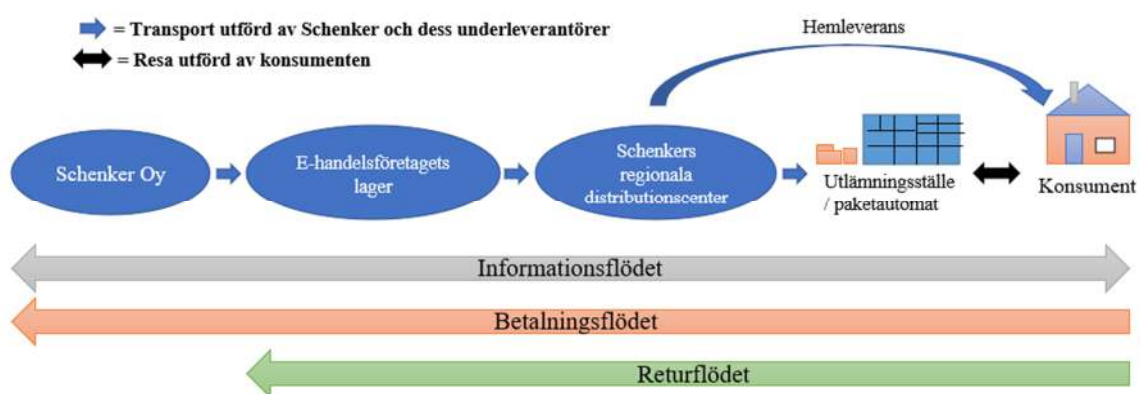 = Transport utförd av Schenker och dess underleverantörer
= Resa utförd av konsumenten
Hemleverans
Schenker Oy
E-handelsföretagets
lager
Schenkers
regionala
distributionscenter
Utlämningsställe
/ paketautomat
Konsument
Informationsflödet
Betalningsflödet
Returflödet